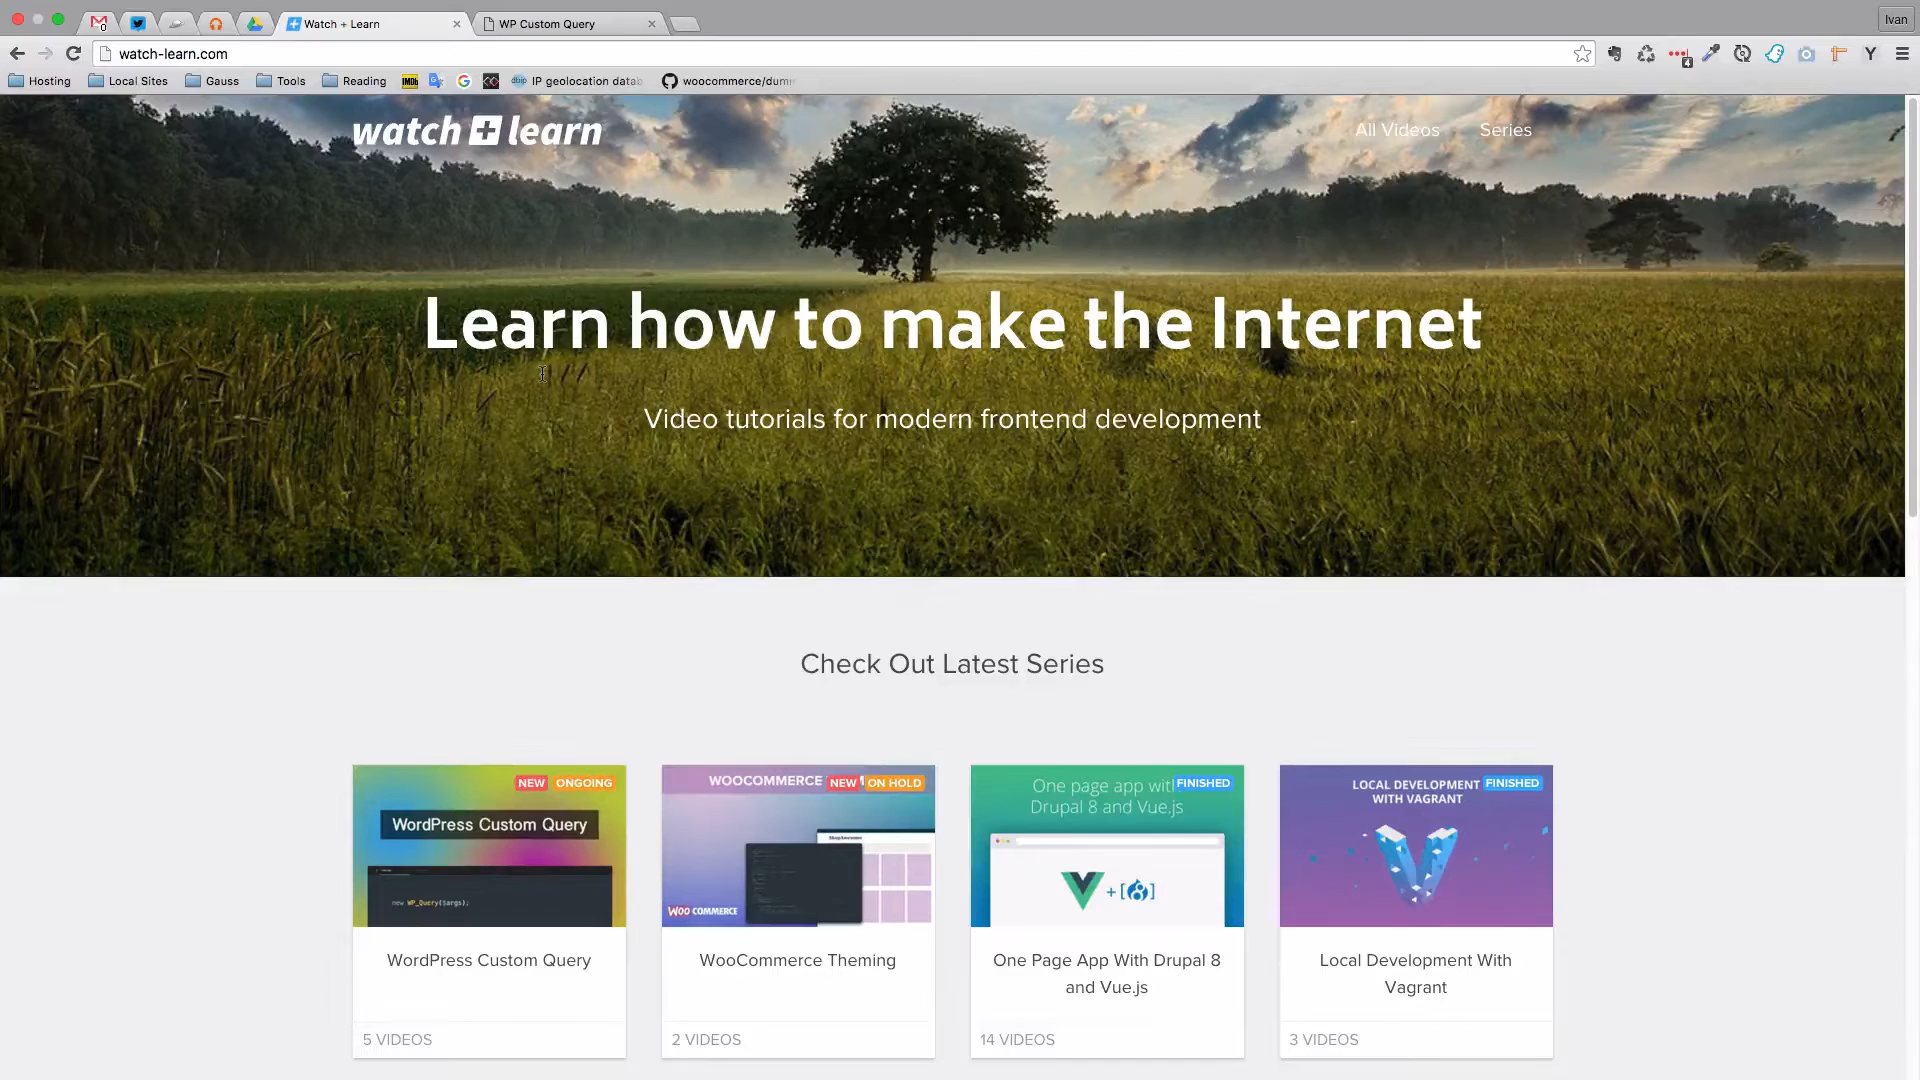 Watch + Learn
WP Custom Query
Ivan
watch-learn.com
Hosting
Local Sites
Gauss
Tools
Reading
IMDb
IP geolocation datab
woocommerce/dum
watch + learn
All Videos
Series
Learn how to make the Internet
Video tutorials for modern frontend development
Check Out Latest Series
NEW
ONGOING
WordPress Custom Query
new WP_Query($args);
WordPress Custom Query
5 VIDEOS
WOOCOMMERCE
NEW
ON HOLD
WOO COMMERCE
WooCommerce Theming
2 VIDEOS
One page app with
FINISHED
Drupal 8 and Vue.js
One Page App With Drupal 8
and Vue.js
14 VIDEOS
LOCAL DEVELOPMENT
FINISHED
WITH VAGRANT
Local Development With
Vagrant
3 VIDEOS